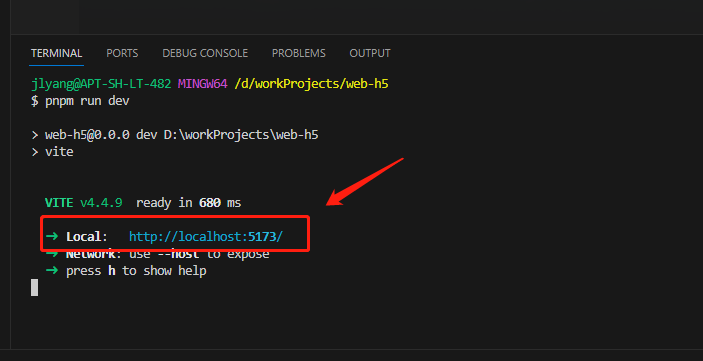 TERMINAL PORTS DEBUG CONSOLE PROBLEMS OUTPUT
jlyang@APT-SH-LT-482 MINGW64 /d/workProjects/web-h5
$ pnpm run dev
> web-h5@0.0.0 dev D:\workProjects\web-h5
> vite
VITE v4.4.9 ready in 680 ms
➜ Local: http://localhost:5173/
➜ Network: use --host to expose
➜ press h to show help